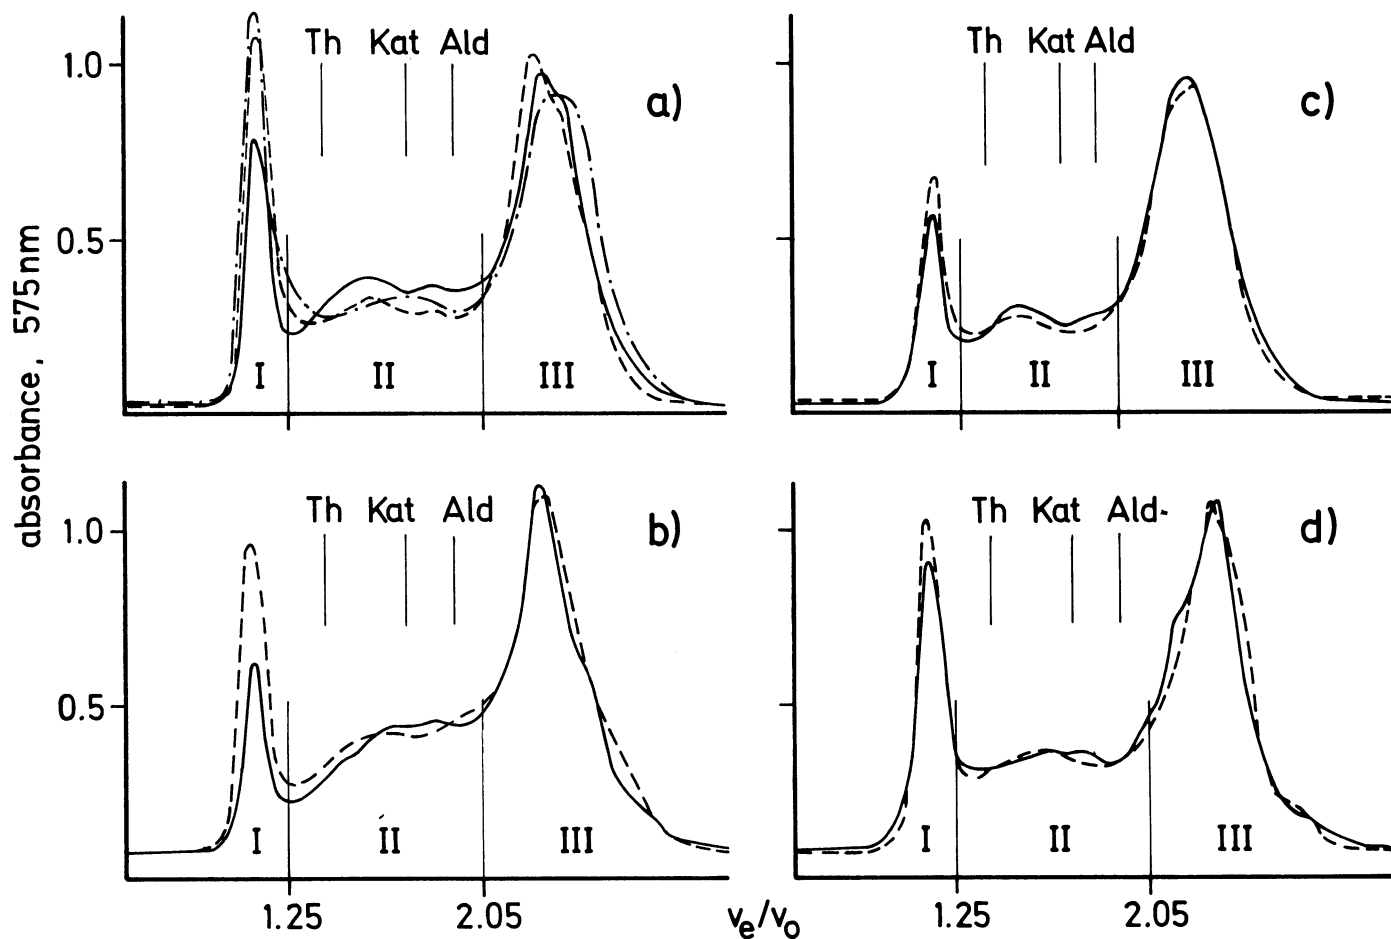 Th Kat Ald
a)
1.0
0.5
I II III
Th Kat Ald
c)
I II III
absorbance, 575nm
Th Kat Ald
b)
1.0
0.5
I II III
1.25 2.05
Th Kat Ald-
d)
I II III
1.25 2.05
ve/vo